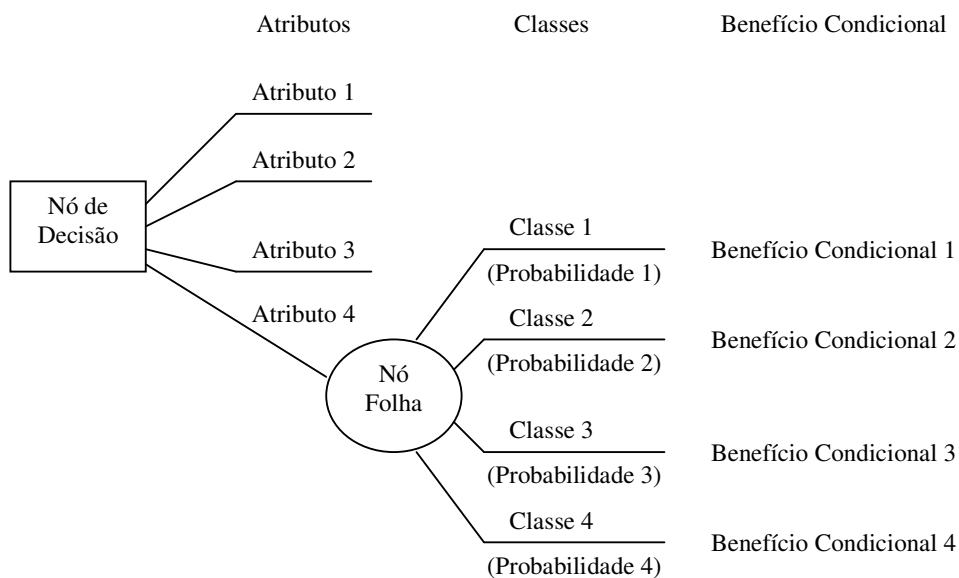 Atributos
Classes
Benefício Condicional
Atributo 1
Atributo 2
Nó de
Decisão
Atributo 3
Atributo 4
Nó
Folha
Classe 1
(Probabilidade 1)
Benefício Condicional 1
Classe 2
(Probabilidade 2)
Benefício Condicional 2
Classe 3
(Probabilidade 3)
Benefício Condicional 3
Classe 4
(Probabilidade 4)
Benefício Condicional 4